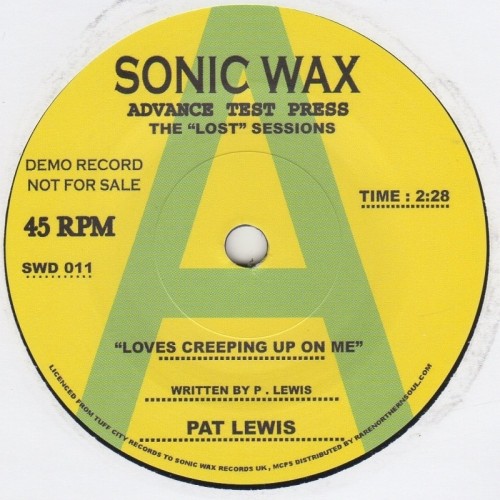 SONIC WAX
ADVANCE TEST PRESS
THE "LOST" SESSIONS
DEMO RECORD
NOT FOR SALE
TIME : 2:28
45 RPM
SWD 011
"LOVES CREEPING UP ON ME"
WRITTEN BY P . LEWIS
PAT LEWIS
LICENCED FROM TUFF CITY RECORDS TO SONIC WAX RECORDS UK, MCPS DISTRIBUTED BY RARENORTHERNSOUL.COM
A